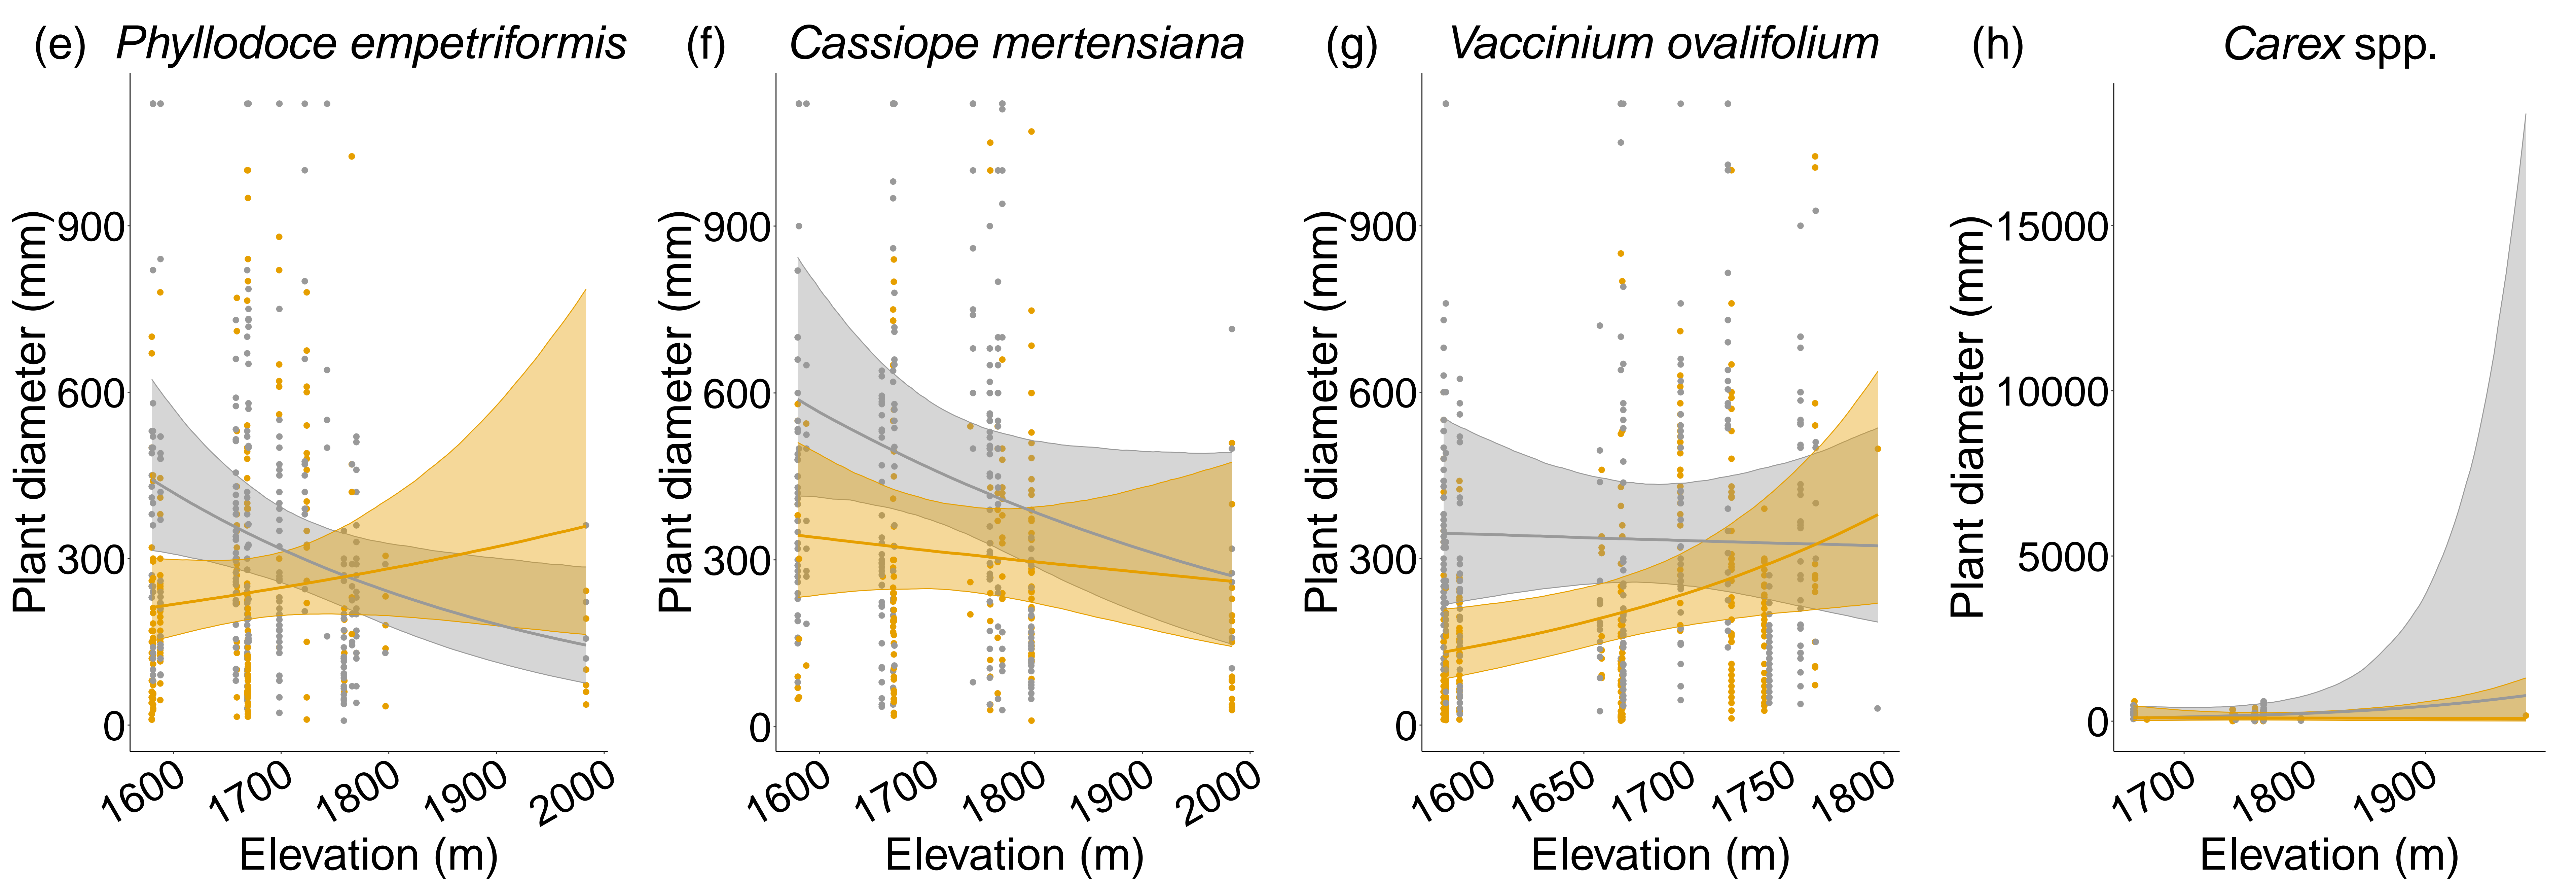 (e) Phyllodoce empetriformis
(f) Cassiope mertensiana
(g) Vaccinium ovalifolium
(h) Carex spp.
Plant diameter (mm)
900
600
300
0
1600 1700 1800 1900 2000
Elevation (m)
Plant diameter (mm)
900
600
300
0
1600 1700 1800 1900 2000
Elevation (m)
Plant diameter (mm)
900
600
300
0
1600 1650 1700 1750 1800
Elevation (m)
Plant diameter (mm)
15000
10000
5000
0
1700 1800 1900
Elevation (m)